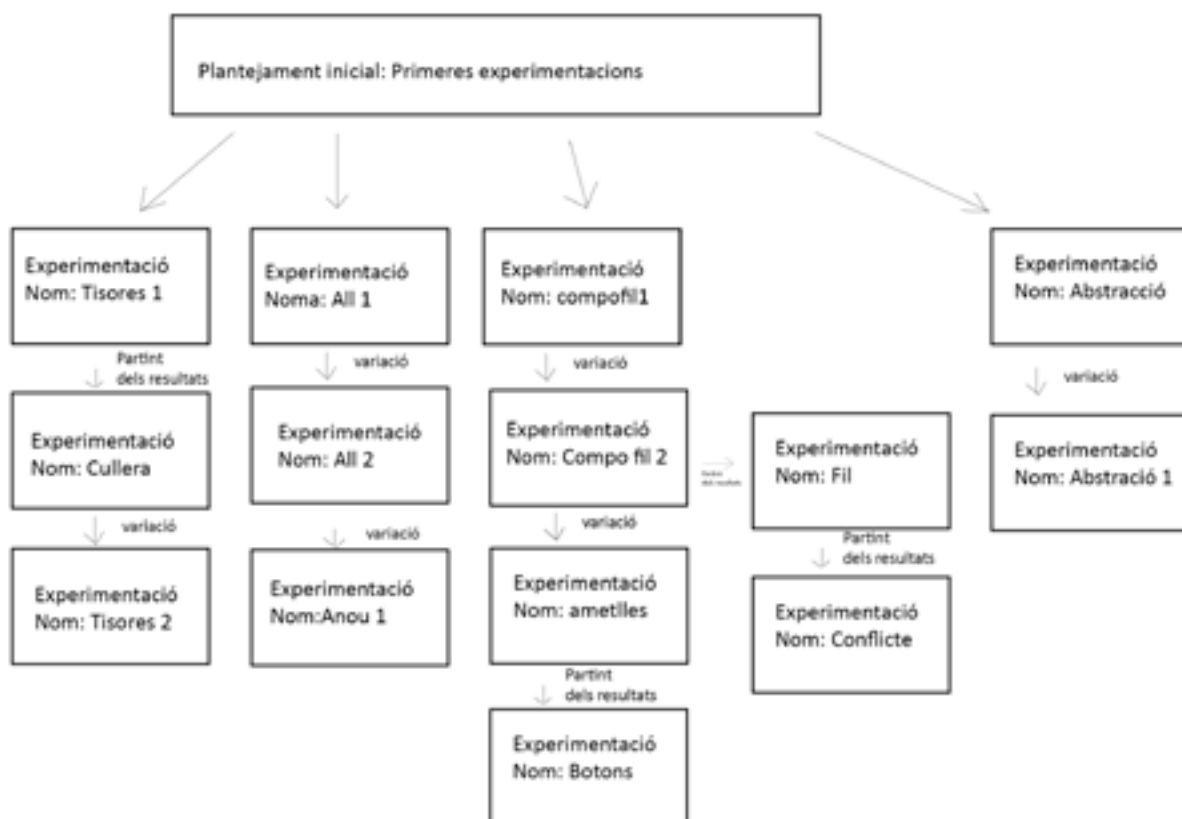 Plantejament inicial: Primeres experimentacions
Experimentació
Nom: Tisores 1
Partint
dels resultats
Experimentació
Nom: Cullera
variació
Experimentació
Nom: Tisores 2
Experimentació
Noma: All 1
variació
Experimentació
Nom: All 2
variació
Experimentació
Nom:Anou 1
Experimentació
Nom: compofil1
variació
Experimentació
Nom: Compo fil 2
variació
Experimentació
Nom: ametlles
Partint
dels resultats
Experimentació
Nom: Botons
Partint
dels resultats
Experimentació
Nom: Fil
Partint
dels resultats
Experimentació
Nom: Conflicte
Experimentació
Nom: Abstracció
variació
Experimentació
Nom: Abstració 1